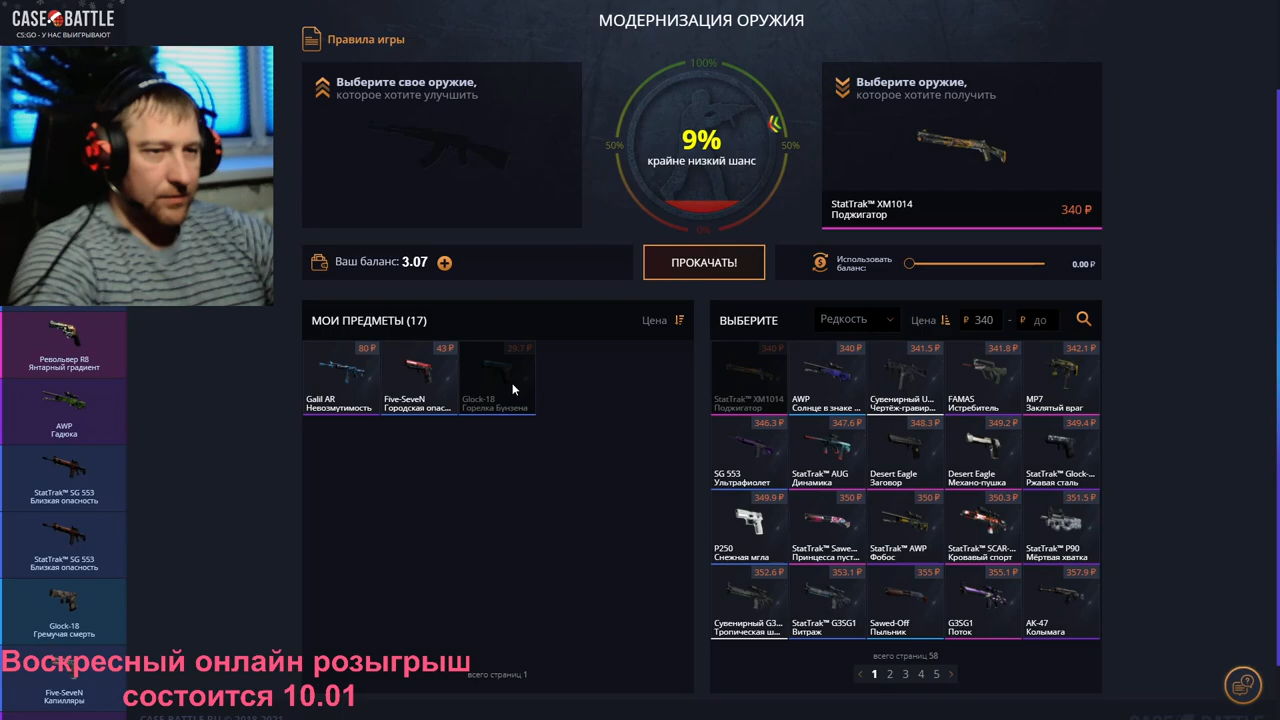 CASE BATTLE
CS:GO - У НАС ВЫИГРЫВАЮТ
МОДЕРНИЗАЦИЯ ОРУЖИЯ
Правила игры
Выберите свое оружие,
которое хотите улучшить
100%
50%
9%
крайне низкий шанс
50%
0%
Выберите оружие,
которое хотите получить
StatTrak™ XM1014
Поджигатор
340 ₽
Ваш баланс: 3.07
ПРОКАЧАТЬ!
Использовать
баланс:
0.00 ₽
МОИ ПРЕДМЕТЫ (17)
Цена
80 ₽
Galil AR
Невозмутимость
43 ₽
Five-SeveN
Городская опас...
29.7 ₽
Glock-18
Горелка Бунзена
всего страниц 1
ВЫБЕРИТЕ
Редкость
Цена
₽ 340 - ₽ до
340 ₽
StatTrak™ XM1014
Поджигатор
340 ₽
AWP
Солнце в знаке ...
341.5 ₽
Сувенирный U...
Чертёж-гравир...
341.8 ₽
FAMAS
Истребитель
342.1 ₽
MP7
Заклятый враг
346.3 ₽
SG 553
Ультрафиолет
347.6 ₽
StatTrak™ AUG
Динамика
348.3 ₽
Desert Eagle
Заговор
349.2 ₽
Desert Eagle
Механо-пушка
349.4 ₽
StatTrak™ Glock-...
Ржавая сталь
349.9 ₽
P250
Снежная мгла
350 ₽
StatTrak™ Sawe...
Принцесса пуст...
350 ₽
StatTrak™ AWP
Фобос
350.3 ₽
StatTrak™ SCAR-...
Кровавый спорт
351.5 ₽
StatTrak™ P90
Мёртвая хватка
352.6 ₽
Сувенирный G3...
Тропическая ш...
353.1 ₽
StatTrak™ G3SG1
Витраж
355 ₽
Sawed-Off
Пыльник
355.1 ₽
G3SG1
Поток
357.9 ₽
AK-47
Колымага
всего страниц 58
1 2 3 4 5
Револьвер R8
Янтарный градиент
AWP
Гадюка
StatTrak™ SG 553
Близкая опасность
StatTrak™ SG 553
Близкая опасность
Glock-18
Гремучая смерть
Five-SeveN
Капилляры
Воскресный онлайн розыгрыш
состоится 10.01